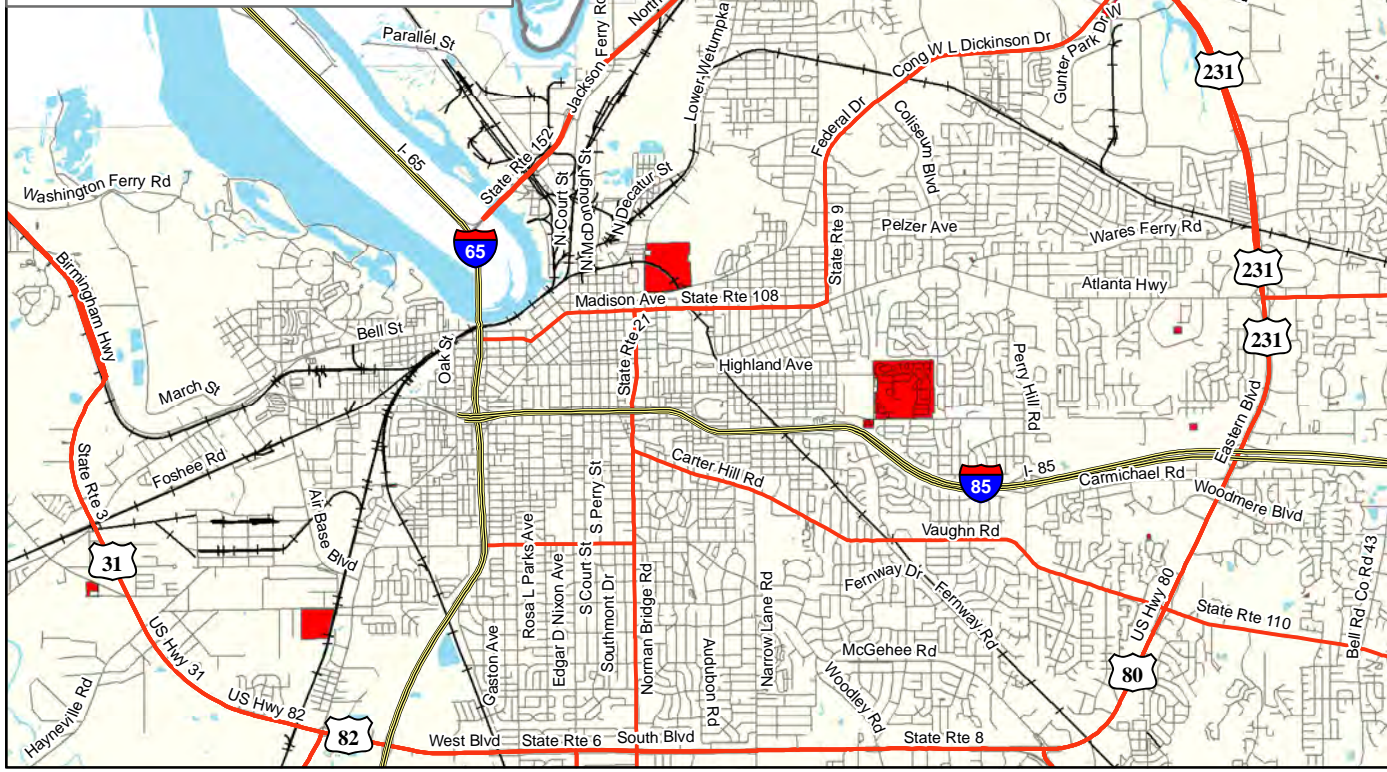 Parallel St
North
Jackson Ferry Rd
Lower Wetumpka
Cong W L Dickinson Dr
Gunter Park Dr W
231
I- 65
State Rte 152
Federal Dr
Coliseum Blvd
Washington Ferry Rd
N Court St
N McDonough St
N Decatur St
State Rte 9
Pelzer Ave
Wares Ferry Rd
65
231
Birmingham Hwy
Madison Ave
State Rte 108
Atlanta Hwy
Bell St
Oak St
State Rte 21
231
Highland Ave
Perry Hill Rd
March St
Eastern Blvd
State Rte 3
Foshee Rd
Carter Hill Rd
85
I- 85
Carmichael Rd
Woodmere Blvd
Air Base Blvd
S Perry St
Vaughn Rd
31
Rosa L Parks Ave
Edgar D Nixon Ave
S Court St
Southmont Dr
Norman Bridge Rd
Narrow Lane Rd
Fernway Dr
Fernway Rd
US Hwy 80
State Rte 110
Bell Rd Co Rd 43
US Hwy 31
Gaston Ave
Audubon Rd
McGehee Rd
Woodley Rd
80
Hayneville Rd
US Hwy 82
82
West Blvd
State Rte 6
South Blvd
State Rte 8